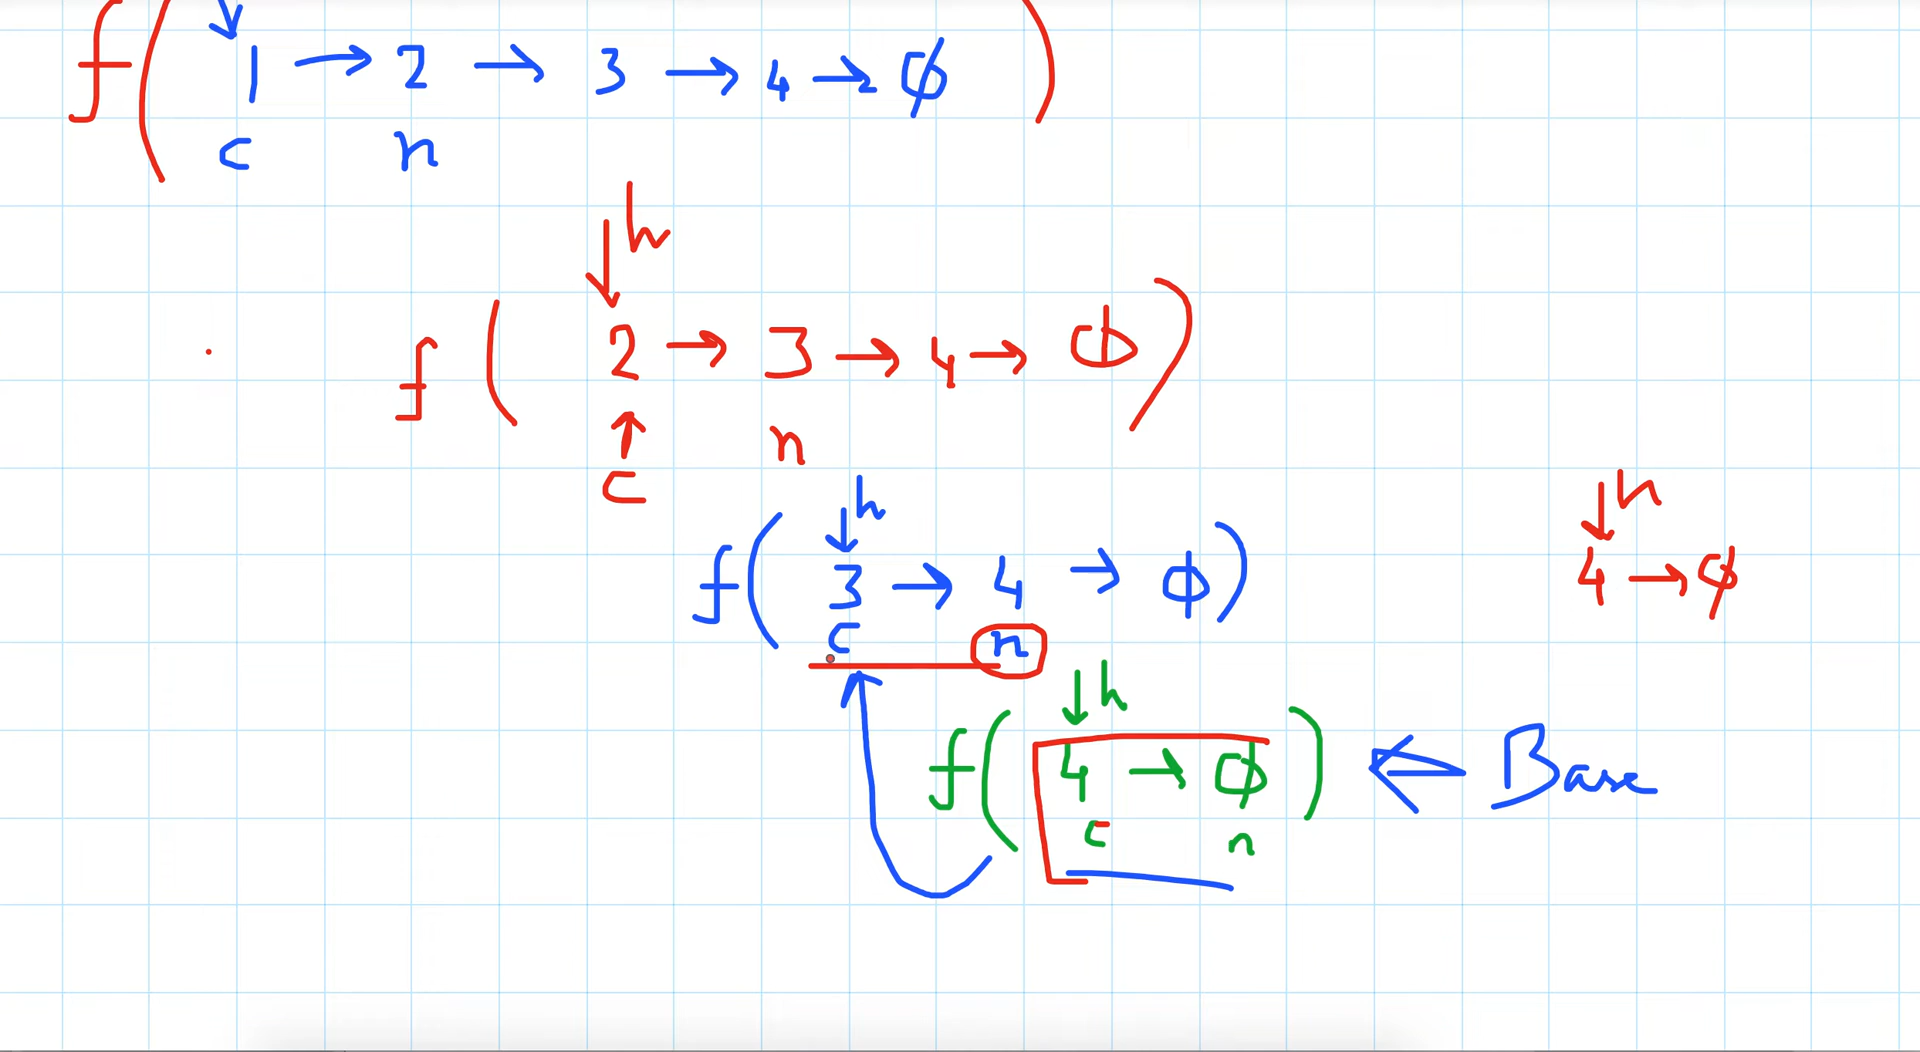 f( 1 → 2 → 3 → 4 → ϕ )
c n
h
f( 2 → 3 → 4 → ϕ )
c n
h
f( 3 → 4 → ϕ )
c n
h
4 → ϕ
h
f( 4 → ϕ ) ⇐ Base
c n